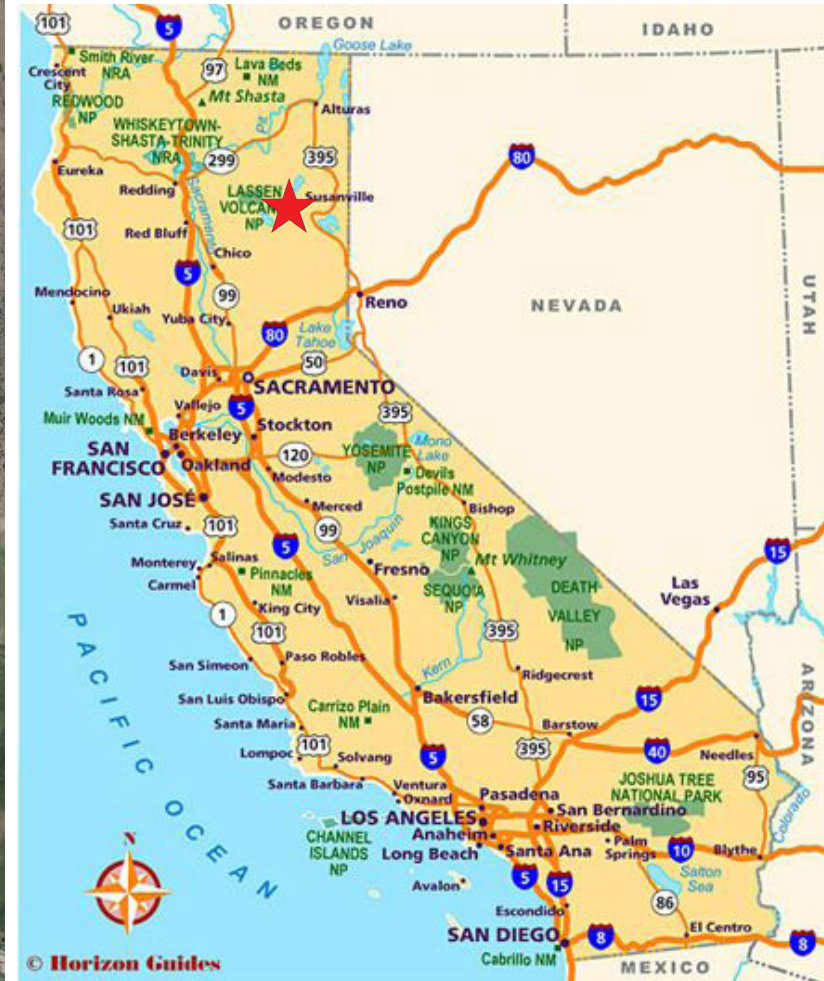 OREGON
IDAHO
101
5
Goose Lake
Smith River
NRA
97
Lava Beds
NM
Crescent
City
Mt Shasta
REDWOOD
NP
Alturas
Pit
WHISKEYTOWN-
SHASTA-TRINITY
NRA
299
395
80
Eureka
Redding
Sacramento
LASSEN
VOLCAN
NP
Susanville
101
Red Bluff
Chico
5
99
Mendocino
Ukiah
Yuba City
Reno
NEVADA
UTAH
80
Lake
Tahoe
1
101
50
Davis
SACRAMENTO
Santa Rosa
395
Vallejo
5
Muir Woods NM
Stockton
Berkeley
Mono
Lake
SAN
FRANCISCO
Oakland
120
YOSEMITE
NP
Devils
Postpile NM
Modesto
SAN JOSÉ
Merced
Bishop
Santa Cruz
101
99
KINGS
CANYON
NP
5
San Joaquin
15
Monterey
Salinas
Mt Whitney
Carmel
Pinnacles
NM
Fresno
SEQUOIA
NP
DEATH
VALLEY
NP
Las
Vegas
Visalia
1
King City
101
395
PACIFIC OCEAN
San Simeon
Paso Robles
Kern
Ridgecrest
ARIZONA
San Luis Obispo
Carrizo Plain
NM
Bakersfield
15
Santa Maria
58
Barstow
101
Lompoc
Solvang
5
395
40
Needles
Santa Barbara
Ventura
Oxnard
Pasadena
JOSHUA TREE
NATIONAL PARK
95
LOS ANGELES
San Bernardino
Colorado
Anaheim
Riverside
CHANNEL
ISLANDS
NP
Long Beach
Santa Ana
Palm
Springs
10
Blythe
N
Avalon
5
15
Salton
Sea
86
Escondido
El Centro
SAN DIEGO
8
8
Cabrillo NM
MEXICO
© Horizon Guides